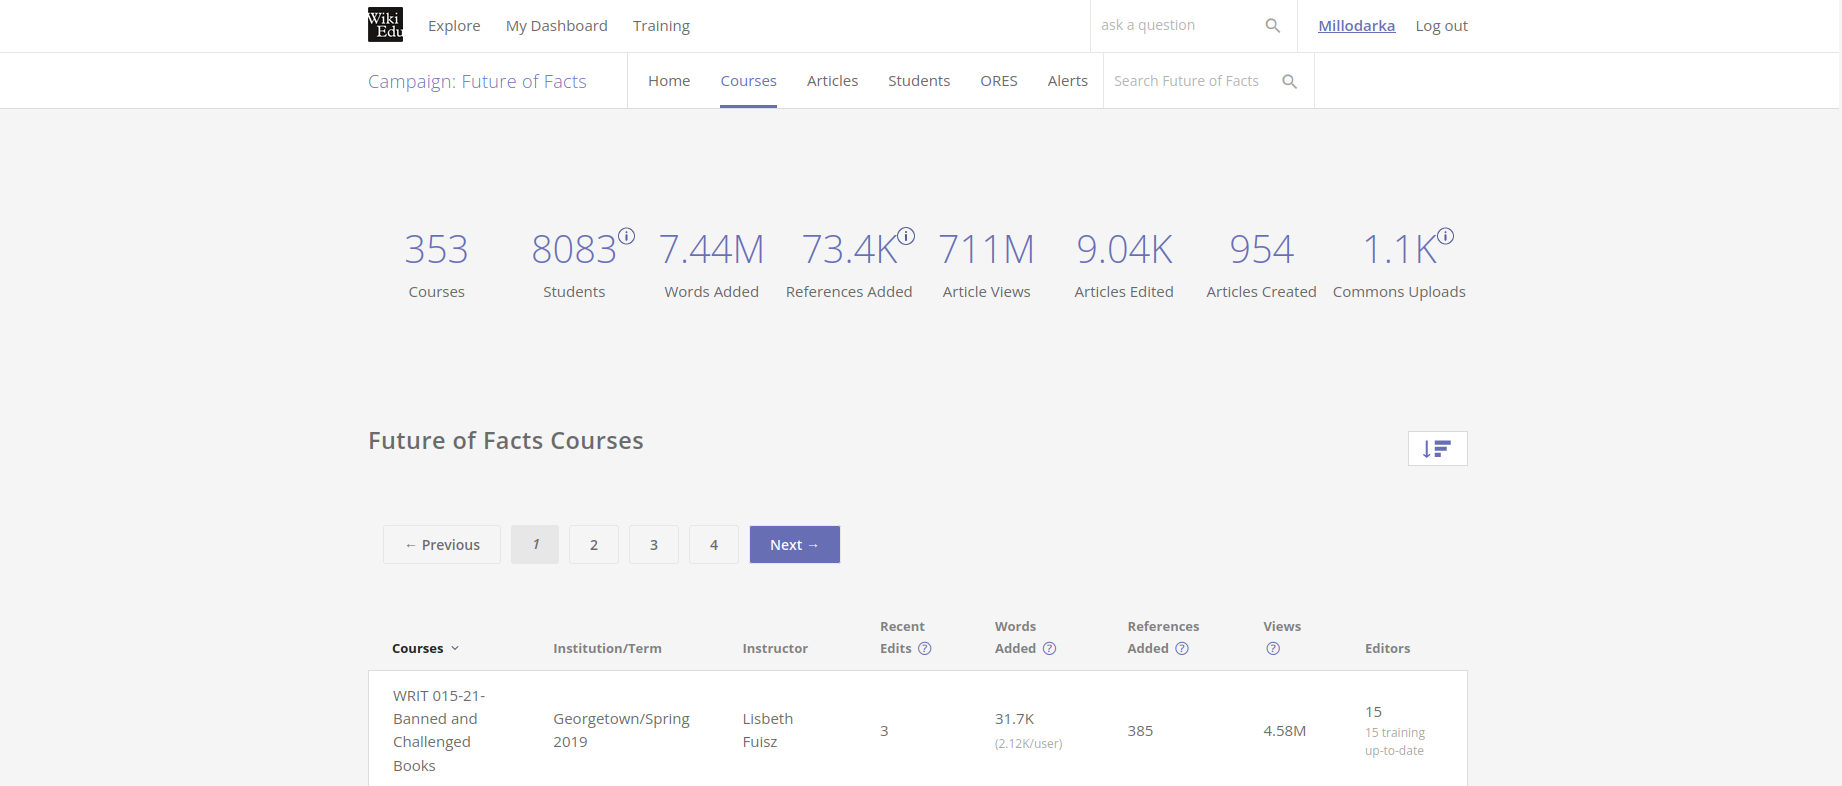 Wiki
Edu
Explore
My Dashboard
Training
ask a question
Millodarka
Log out
Campaign: Future of Facts
Home
Courses
Articles
Students
ORES
Alerts
Search Future of Facts
353
Courses
8083
Students
7.44M
Words Added
73.4K
References Added
711M
Article Views
9.04K
Articles Edited
954
Articles Created
1.1K
Commons Uploads
Future of Facts Courses
← Previous
1
2
3
4
Next →
Courses
Institution/Term
Instructor
Recent
Edits
Words
Added
References
Added
Views
Editors
WRIT 015-21-
Banned and
Challenged
Books
Georgetown/Spring
2019
Lisbeth
Fuisz
3
31.7K
(2.12K/user)
385
4.58M
15
15 training
up-to-date